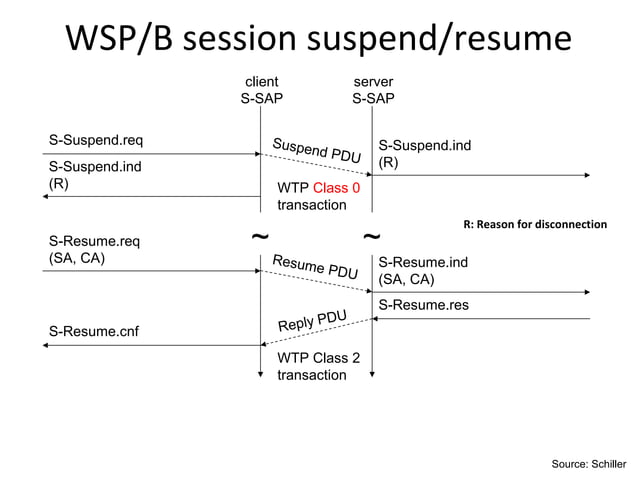 WSP/B session suspend/resume
client
S-SAP
server
S-SAP
S-Suspend.req
Suspend PDU
S-Suspend.ind
(R)
S-Suspend.ind
(R)
WTP Class 0
transaction
R: Reason for disconnection
~ ~
S-Resume.req
(SA, CA)
Resume PDU
S-Resume.ind
(SA, CA)
S-Resume.res
Reply PDU
S-Resume.cnf
WTP Class 2
transaction
Source: Schiller